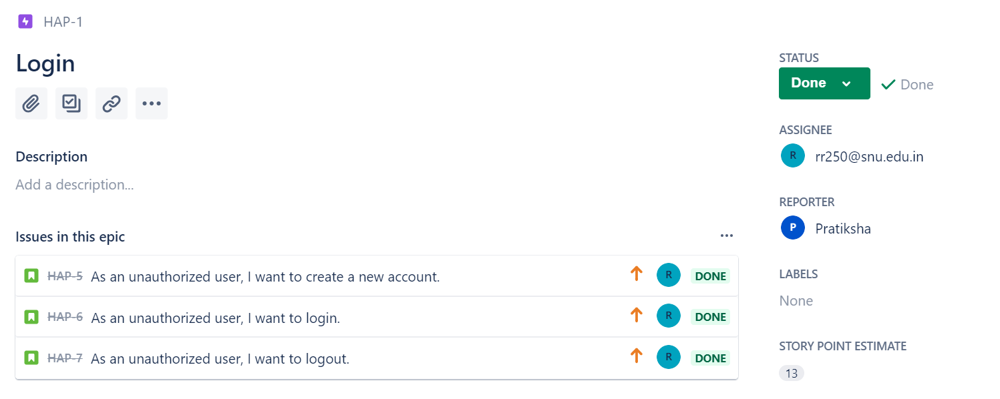 HAP-1
Login
Description
Add a description...
Issues in this epic
HAP-5 As an unauthorized user, I want to create a new account. R DONE
HAP-6 As an unauthorized user, I want to login. R DONE
HAP-7 As an unauthorized user, I want to logout. R DONE
STATUS
Done Done
ASSIGNEE
R rr250@snu.edu.in
REPORTER
P Pratiksha
LABELS
None
STORY POINT ESTIMATE
13